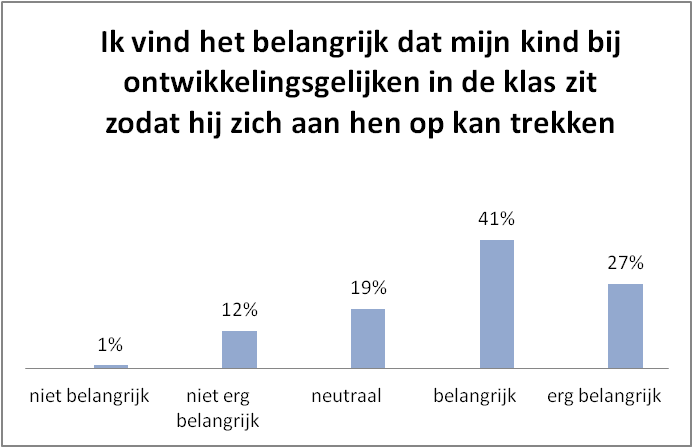 Ik vind het belangrijk dat mijn kind bij
ontwikkelingsgelijken in de klas zit
zodat hij zich aan hen op kan trekken
1%
12%
19%
41%
27%
niet belangrijk
niet erg
belangrijk
neutraal
belangrijk
erg belangrijk